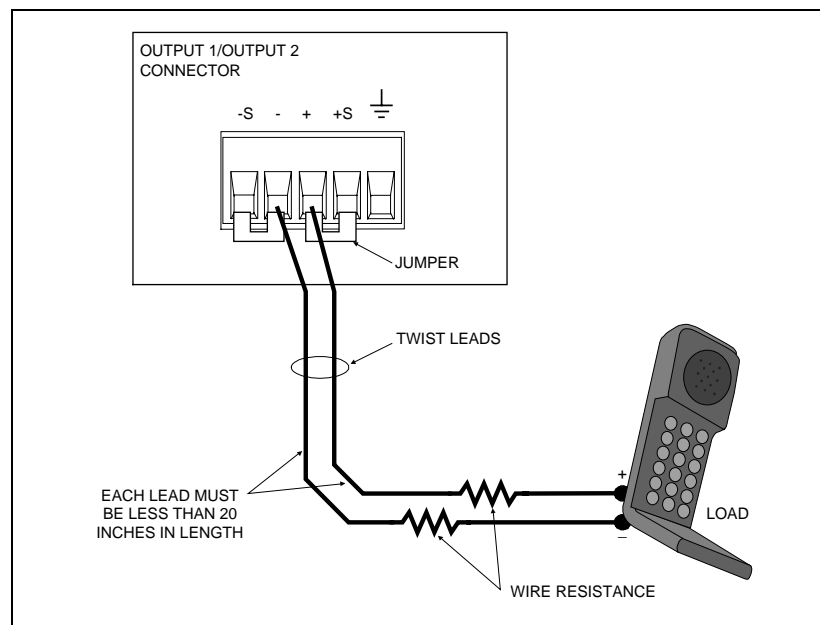 OUTPUT 1/OUTPUT 2
CONNECTOR
-S - + +S
JUMPER
TWIST LEADS
EACH LEAD MUST
BE LESS THAN 20
INCHES IN LENGTH
+
LOAD
–
WIRE RESISTANCE